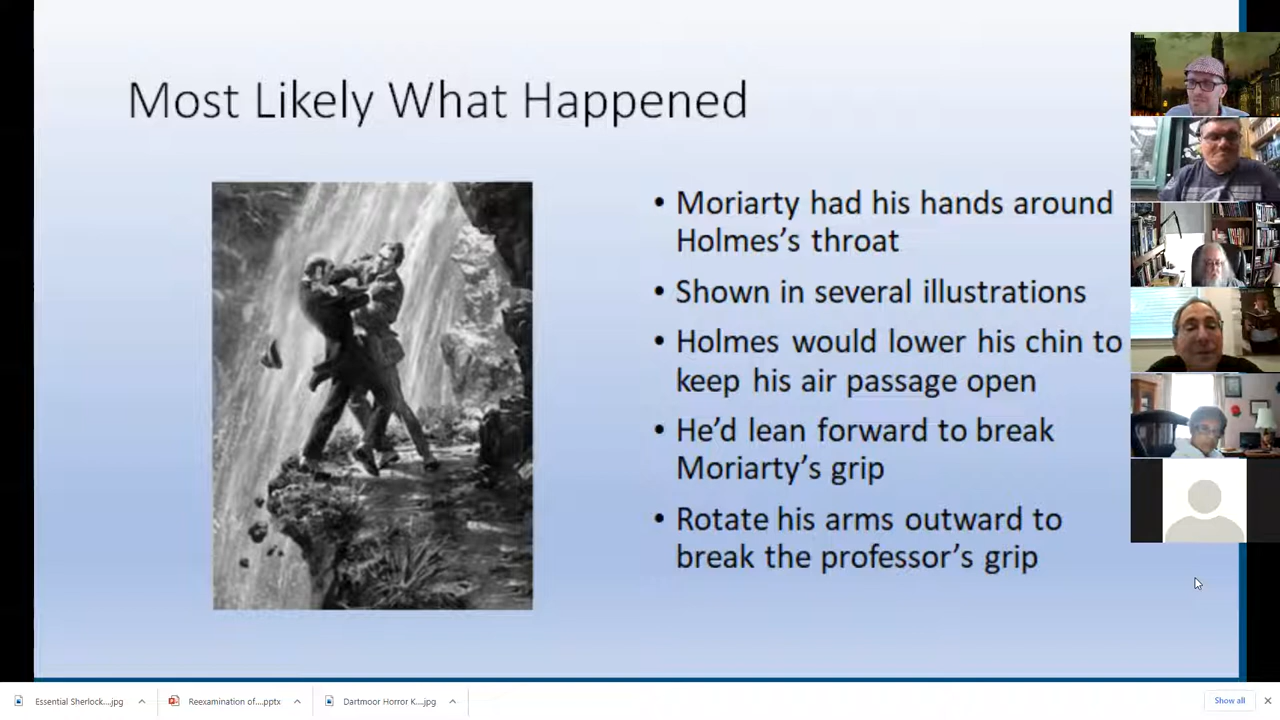 Most Likely What Happened
• Moriarty had his hands around
Holmes’s throat
• Shown in several illustrations
• Holmes would lower his chin to
keep his air passage open
• He’d lean forward to break
Moriarty’s grip
• Rotate his arms outward to
break the professor’s grip
Essential Sherlock....jpg
Reexamination of....pptx
Dartmoor Horror K....jpg
Show all